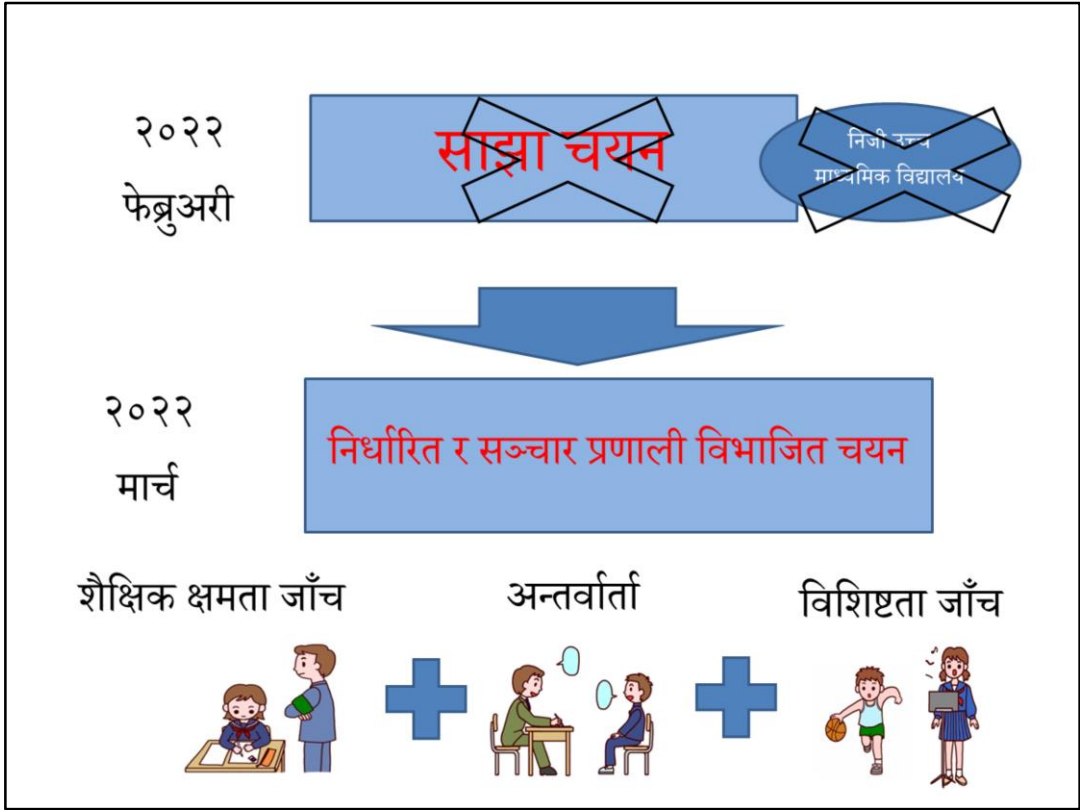 २०२२
फेब्रुअरी
साझा चयन
निजी उच्च
माध्यमिक विद्यालय
२०२२
मार्च
निर्धारित र सञ्चार प्रणाली विभाजित चयन
शैक्षिक क्षमता जाँच
अन्तर्वार्ता
विशिष्टता जाँच